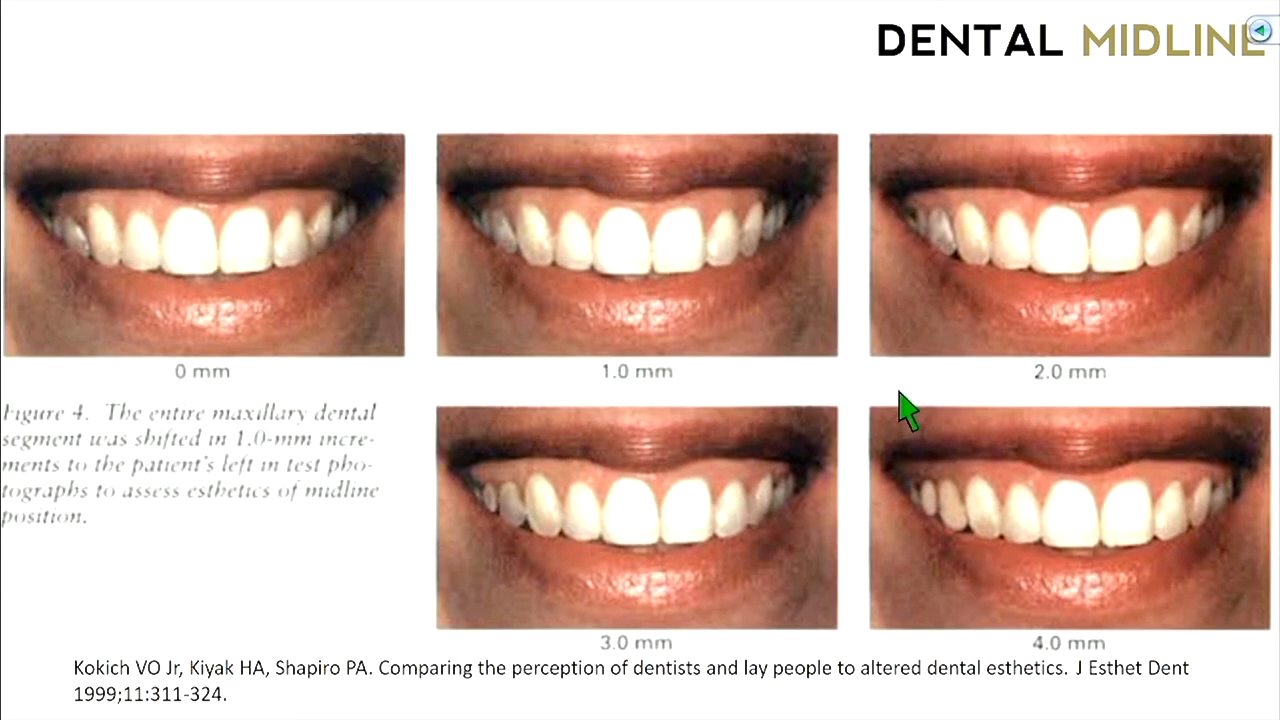 DENTAL MIDLINE
0 mm
1.0 mm
2.0 mm
Figure 4. The entire maxillary dental
segment was shifted in 1.0-mm incre-
ments to the patient's left in test pho-
tographs to assess esthetics of midline
position.
3.0 mm
4.0 mm
Kokich VO Jr, Kiyak HA, Shapiro PA. Comparing the perception of dentists and lay people to altered dental esthetics. J Esthet Dent
1999;11:311-324.